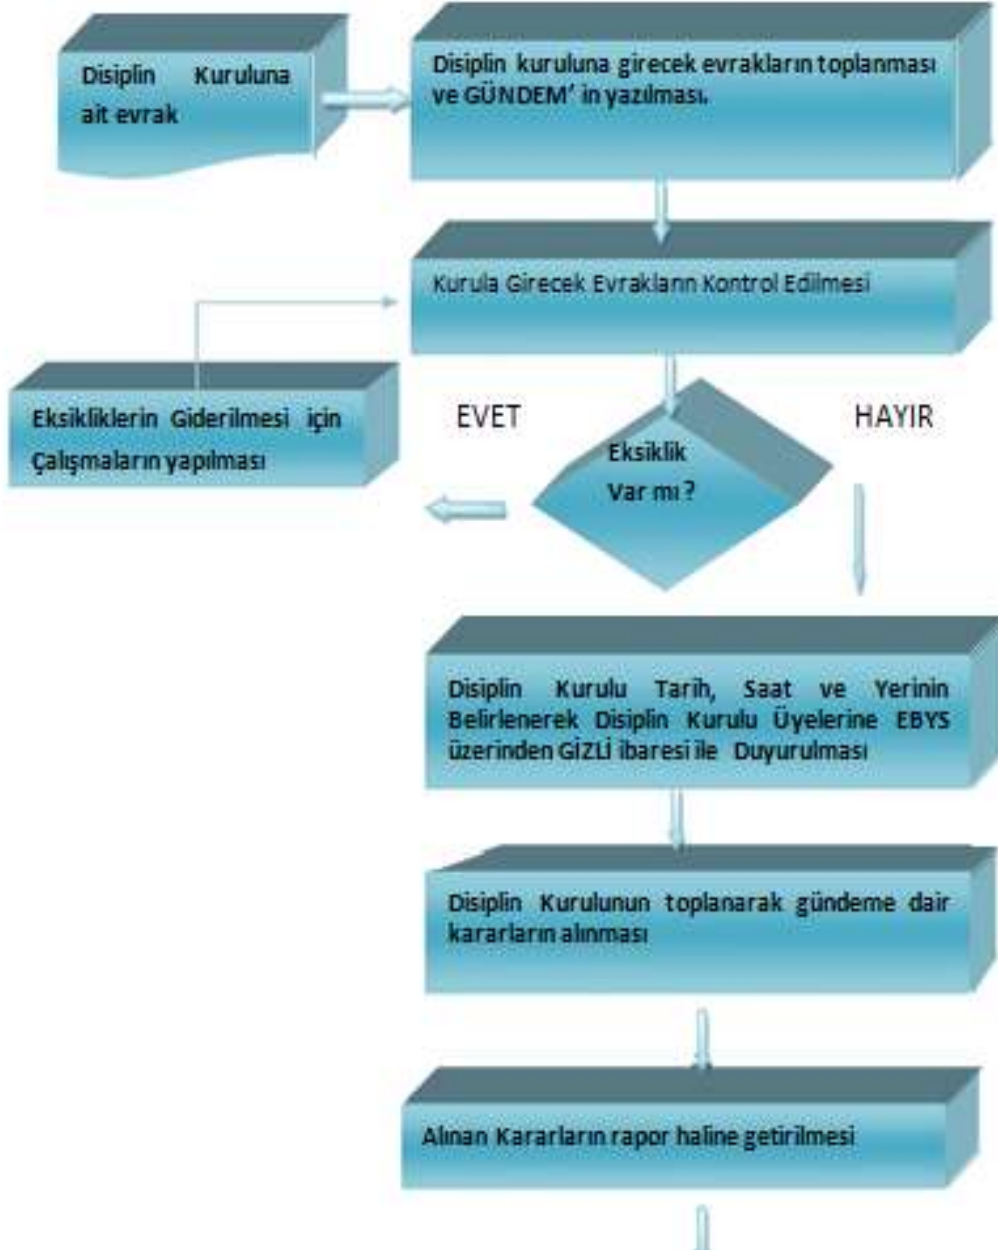 Disiplin Kuruluna
ait evrak
Disiplin kuruluna girecek evrakların toplanması
ve GÜNDEM' in yazılması.
Kurula Girecek Evrakların Kontrol Edilmesi
Eksikliklerin Giderilmesi için
Çalışmaların yapılması
EVET
Eksiklik
Var mı ?
HAYIR
Disiplin Kurulu Tarih, Saat ve Yerinin
Belirlenerek Disiplin Kurulu Üyelerine EBYS
üzerinden GİZLİ ibaresi ile Duyurulması
Disiplin Kurulunun toplanarak gündeme dair
kararların alınması
Alınan Kararların rapor haline getirilmesi